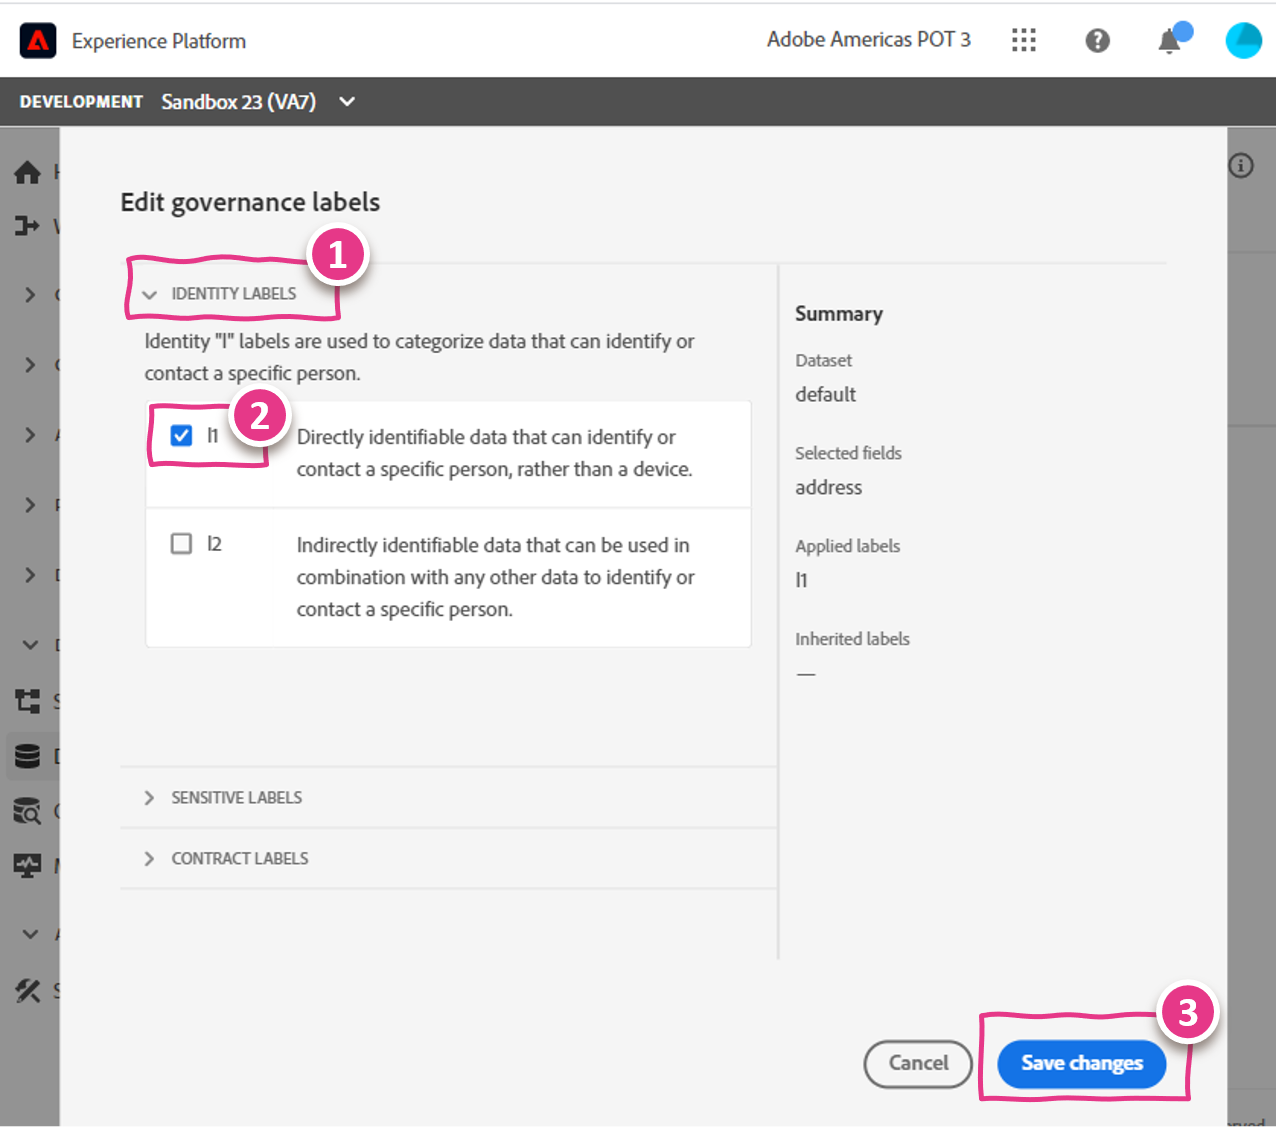 Experience Platform
Adobe Americas POT 3
DEVELOPMENT Sandbox 23 (VA7)
Edit governance labels
1
IDENTITY LABELS
Identity "I" labels are used to categorize data that can identify or
contact a specific person.
2
I1
Directly identifiable data that can identify or
contact a specific person, rather than a device.
I2
Indirectly identifiable data that can be used in
combination with any other data to identify or
contact a specific person.
SENSITIVE LABELS
CONTRACT LABELS
Summary
Dataset
default
Selected fields
address
Applied labels
I1
Inherited labels
—
3
Cancel
Save changes